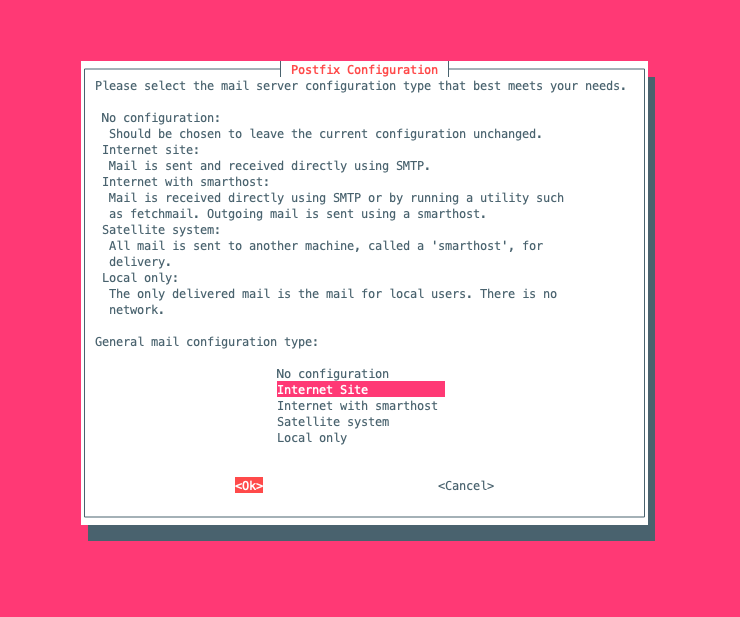 Postfix Configuration
Please select the mail server configuration type that best meets your needs.
No configuration:
Should be chosen to leave the current configuration unchanged.
Internet site:
Mail is sent and received directly using SMTP.
Internet with smarthost:
Mail is received directly using SMTP or by running a utility such
as fetchmail. Outgoing mail is sent using a smarthost.
Satellite system:
All mail is sent to another machine, called a 'smarthost', for
delivery.
Local only:
The only delivered mail is the mail for local users. There is no
network.
General mail configuration type:
No configuration
Internet Site
Internet with smarthost
Satellite system
Local only
<Ok> <Cancel>